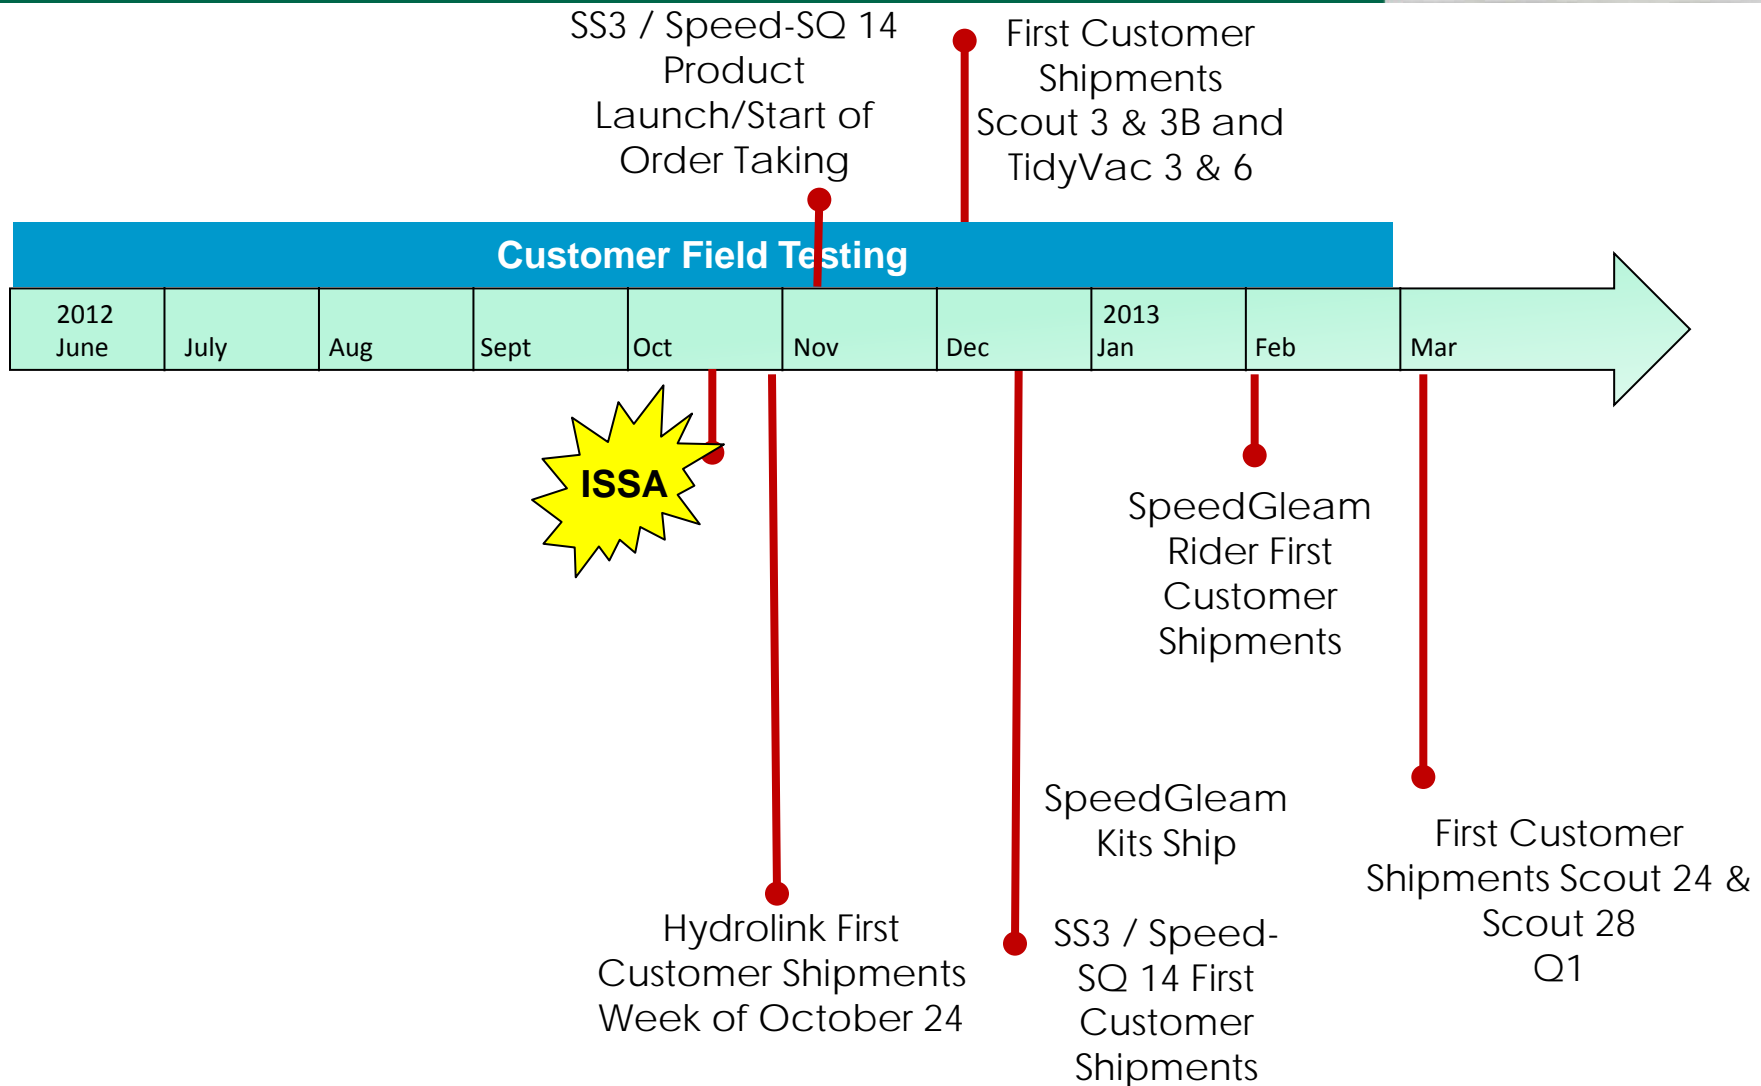 SS3 / Speed-SQ 14
Product
Launch/Start of
Order Taking
First Customer
Shipments
Scout 3 & 3B and
TidyVac 3 & 6
Customer Field Testing
2012
June
July
Aug
Sept
Oct
Nov
Dec
2013
Jan
Feb
Mar
ISSA
SpeedGleam
Rider First
Customer
Shipments
SpeedGleam
Kits Ship
First Customer
Shipments Scout 24 &
Scout 28
Q1
Hydrolink First
Customer Shipments
Week of October 24
SS3 / Speed-
SQ 14 First
Customer
Shipments